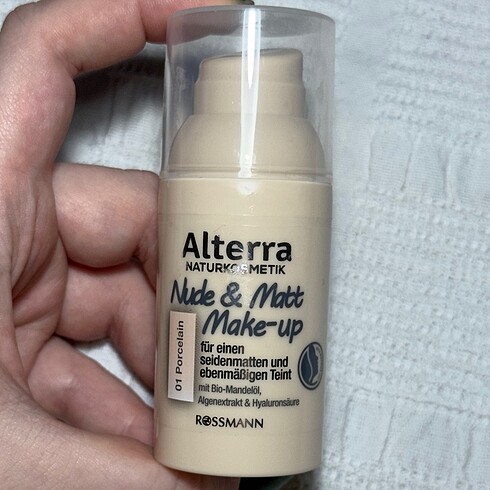 Alterra
NATURKOSMETIK
Nude & Matt
Make-up
01 Porcelain
für einen
seidenmatten und
ebenmäßigen Teint
mit Bio-Mandelöl,
Algenextrakt & Hyaluronsäure
ROSSMANN